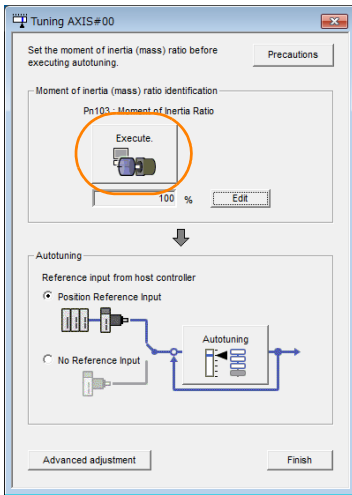 Tuning AXIS#00
Set the moment of inertia (mass) ratio before
executing autotuning.
Precautions
Moment of inertia (mass) ratio identification
Pn103 : Moment of Inertia Ratio
Execute.
100 % Edit
Autotuning
Reference input from host controller
Position Reference Input
Autotuning
No Reference Input
Advanced adjustment
Finish